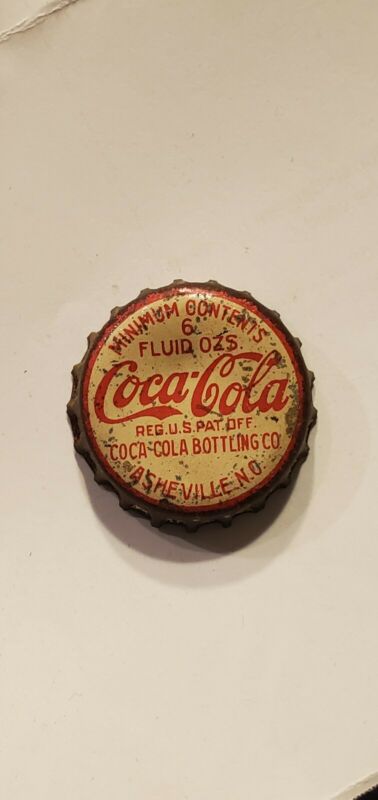 MINIMUM CONTENTS
6
FLUID OZS.
Coca-Cola
REG. U.S. PAT. OFF.
COCA-COLA BOTTLING CO
ASHEVILLE N.C